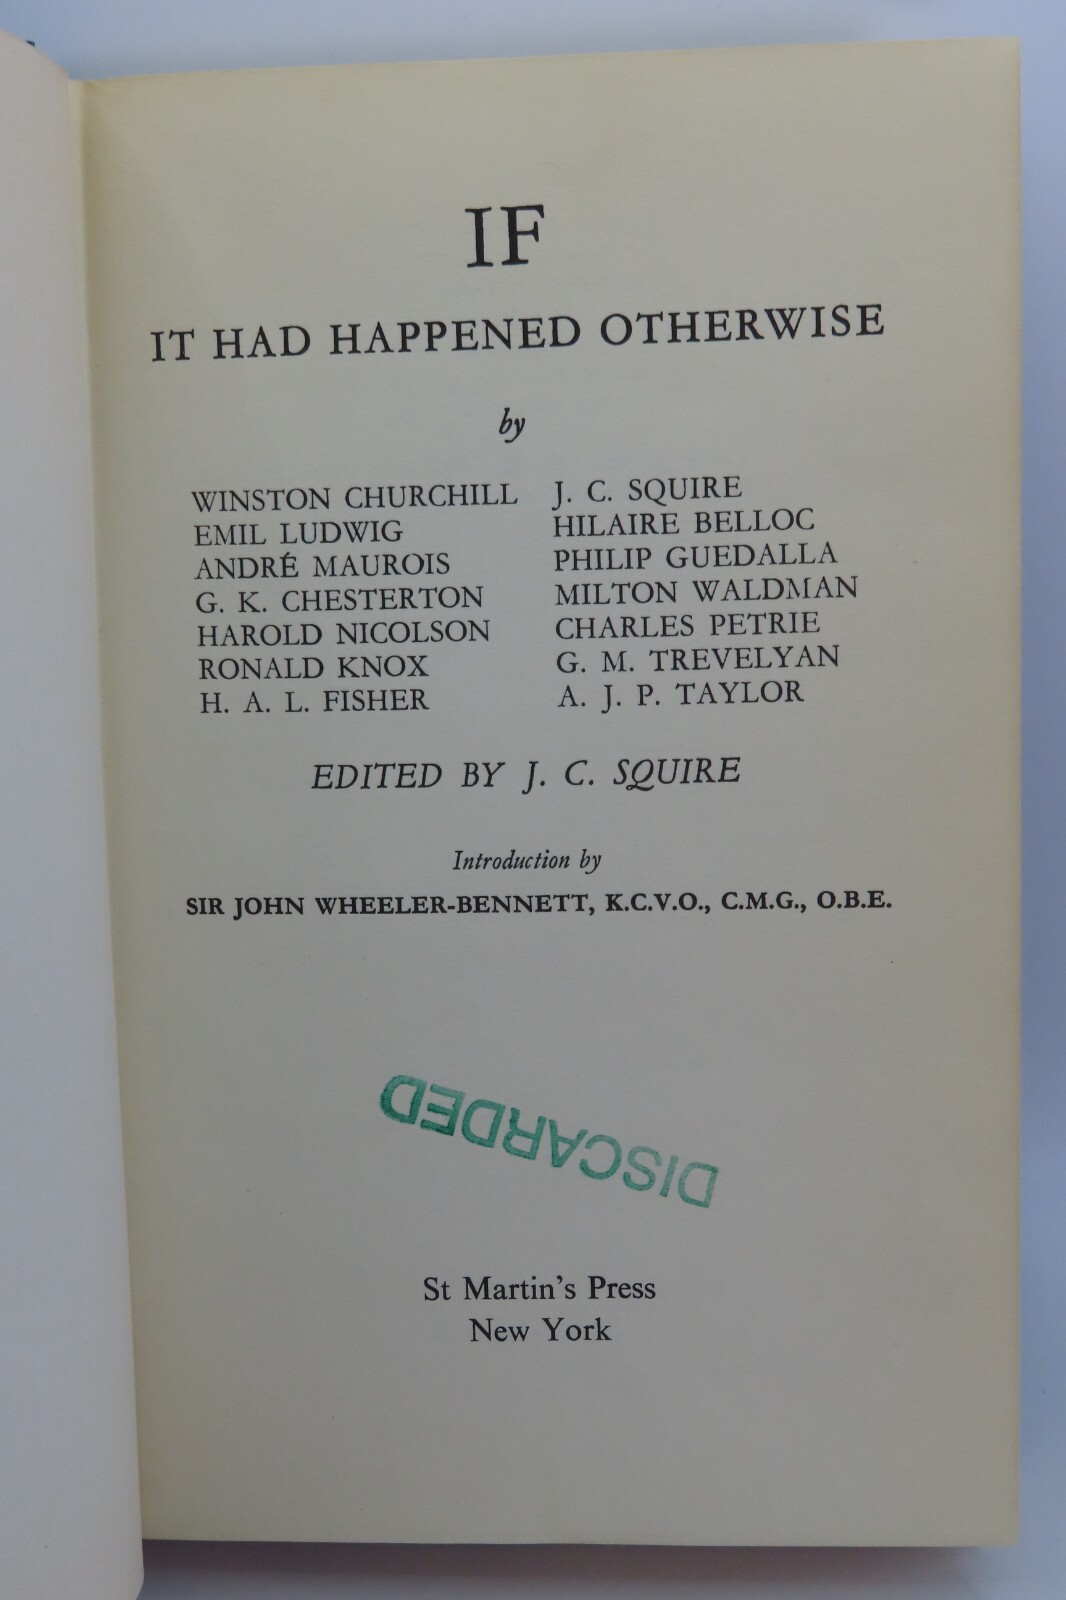 IF
IT HAD HAPPENED OTHERWISE
by
WINSTON CHURCHILL
EMIL LUDWIG
ANDRÉ MAUROIS
G. K. CHESTERTON
HAROLD NICOLSON
RONALD KNOX
H. A. L. FISHER
J. C. SQUIRE
HILAIRE BELLOC
PHILIP GUEDALLA
MILTON WALDMAN
CHARLES PETRIE
G. M. TREVELYAN
A. J. P. TAYLOR
EDITED BY J. C. SQUIRE
Introduction by
SIR JOHN WHEELER-BENNETT, K.C.V.O., C.M.G., O.B.E.
DISCARDED
St Martin's Press
New York